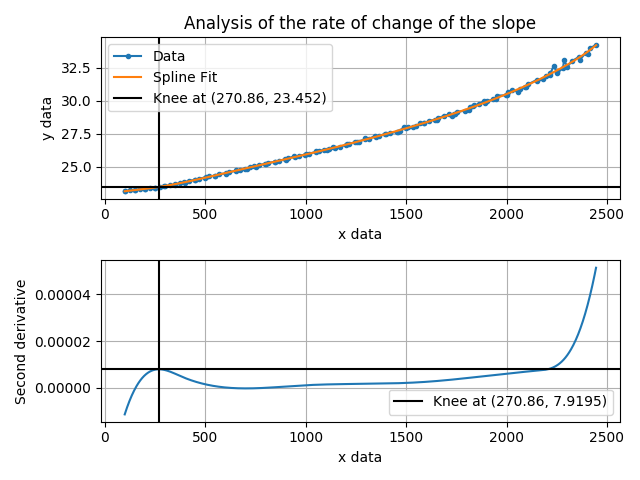 Analysis of the rate of change of the slope
Data
Spline Fit
Knee at (270.86, 23.452)
32.5
30.0
27.5
25.0
y data
0 500 1000 1500 2000 2500
x data
0.00004
0.00002
0.00000
Second derivative
Knee at (270.86, 7.9195)
0 500 1000 1500 2000 2500
x data